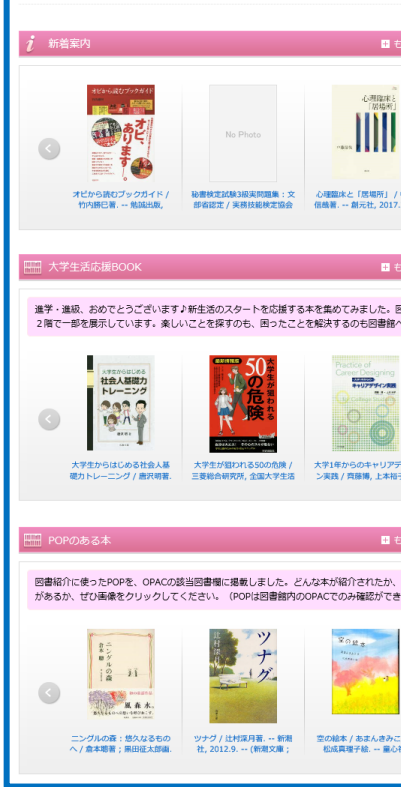 新着案内
も
オビから読むブックガイド
オビ、
あります。
No Photo
心理臨床と
「居場所」
オビから読むブックガイド /
竹内勝巳著. -- 勉誠出版,
秘書検定試験3級実問題集 : 文
部省認定 / 実務技能検定協会
心理臨床と「居場所」 /
信哉著. -- 創元社, 2017.
大学生活応援BOOK
も
進学・進級、おめでとうございます♪新生活のスタートを応援する本を集めてみました。
２階で一部を展示しています。楽しいことを探すのも、困ったことを解決するのも図書館へ
大学生からはじめる
社会人基礎力
トレーニング
大学生が狙われる
50の危険
Practice of
Career Designing
キャリアデザイン実践
大学生からはじめる社会人基
礎力トレーニング / 唐沢明著.
大学生が狙われる50の危険 /
三菱総合研究所, 全国大学生活
大学1年からのキャリアデ
ン実践 / 齊藤博, 上本裕子
POPのある本
も
図書紹介に使ったPOPを、OPACの該当図書欄に掲載しました。どんな本が紹介されたか、
があるか、ぜひ画像をクリックしてください。（POPは図書館内のOPACでのみ確認ができ
ニングルの森
倉本聰
風森水。
ツナグ
辻村深月
空の絵本
ニングルの森 : 悠久なるもの
へ / 倉本聰著 ; 黒田征太郎画.
ツナグ / 辻村深月著. -- 新潮
社, 2012.9. -- (新潮文庫 ;
空の絵本 / あまんきみこ
松成真理子絵. -- 童心社